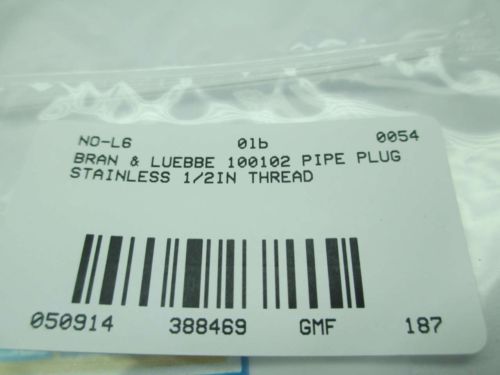 NO-L6 01b 0054
BRAN & LUEBBE 100102 PIPE PLUG
STAINLESS 1/2IN THREAD
050914 388469 GMF 187